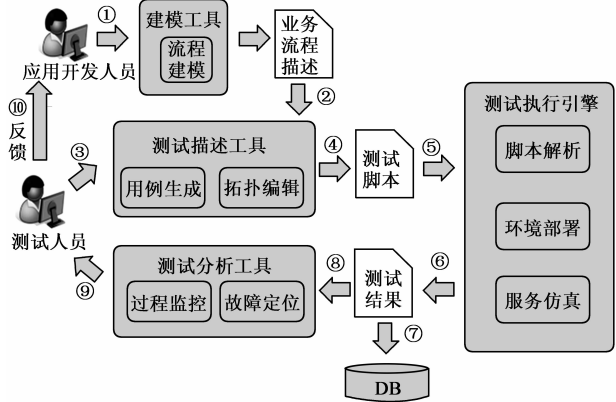 ①
建模工具
流程
建模
业务
流程
描述
应用开发人员
②
⑩
反
馈
③
测试描述工具
用例生成
拓扑编辑
④
测试
脚本
⑤
测试执行引擎
脚本解析
环境部署
服务仿真
测试人员
⑥
测试
结果
⑦
DB
⑧
测试分析工具
过程监控
故障定位
⑨